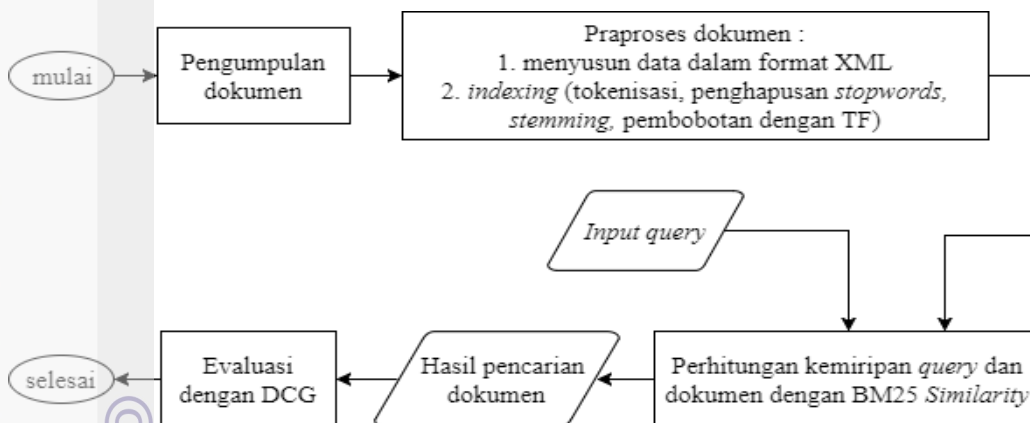 mulai
Pengumpulan
dokumen
Praproses dokumen :
1. menyusun data dalam format XML
2. indexing (tokenisasi, penghapusan stopwords,
stemming, pembobotan dengan TF)
Input query
selesai
Evaluasi
dengan DCG
Hasil pencarian
dokumen
Perhitungan kemiripan query dan
dokumen dengan BM25 Similarity